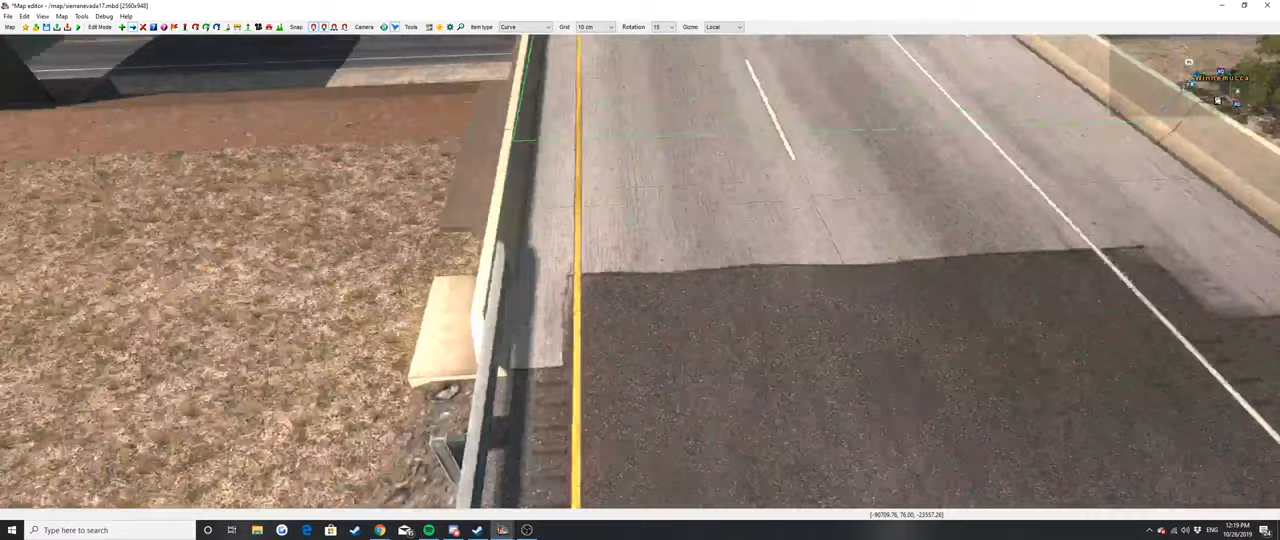 *Map editor - /map/sierranevada17.mbd [2560x948]
File Edit View Map Tools Debug Help
Map Edit Mode Snap Camera Tools Item type Curve Grid 10 cm Rotation 15 Gizmo Local
Winnemucca
[-90709.76, 76.00, -23557.26]
Type here to search
ENG
12:19 PM
10/26/2019
24